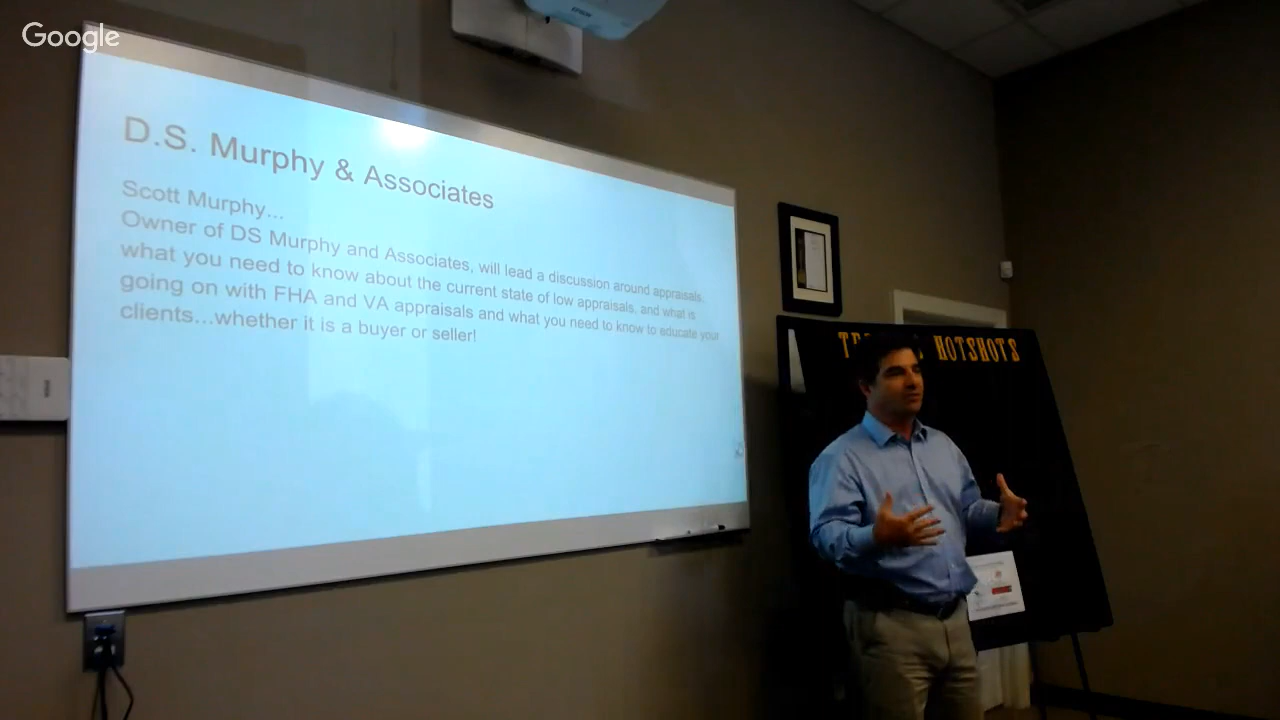 Google
EPSON
D.S. Murphy & Associates
Scott Murphy...
Owner of DS Murphy and Associates, will lead a discussion around appraisals,
what you need to know about the current state of low appraisals, and what is
going on with FHA and VA appraisals and what you need to know to educate your
clients...whether it is a buyer or seller!
HOTSHOTS